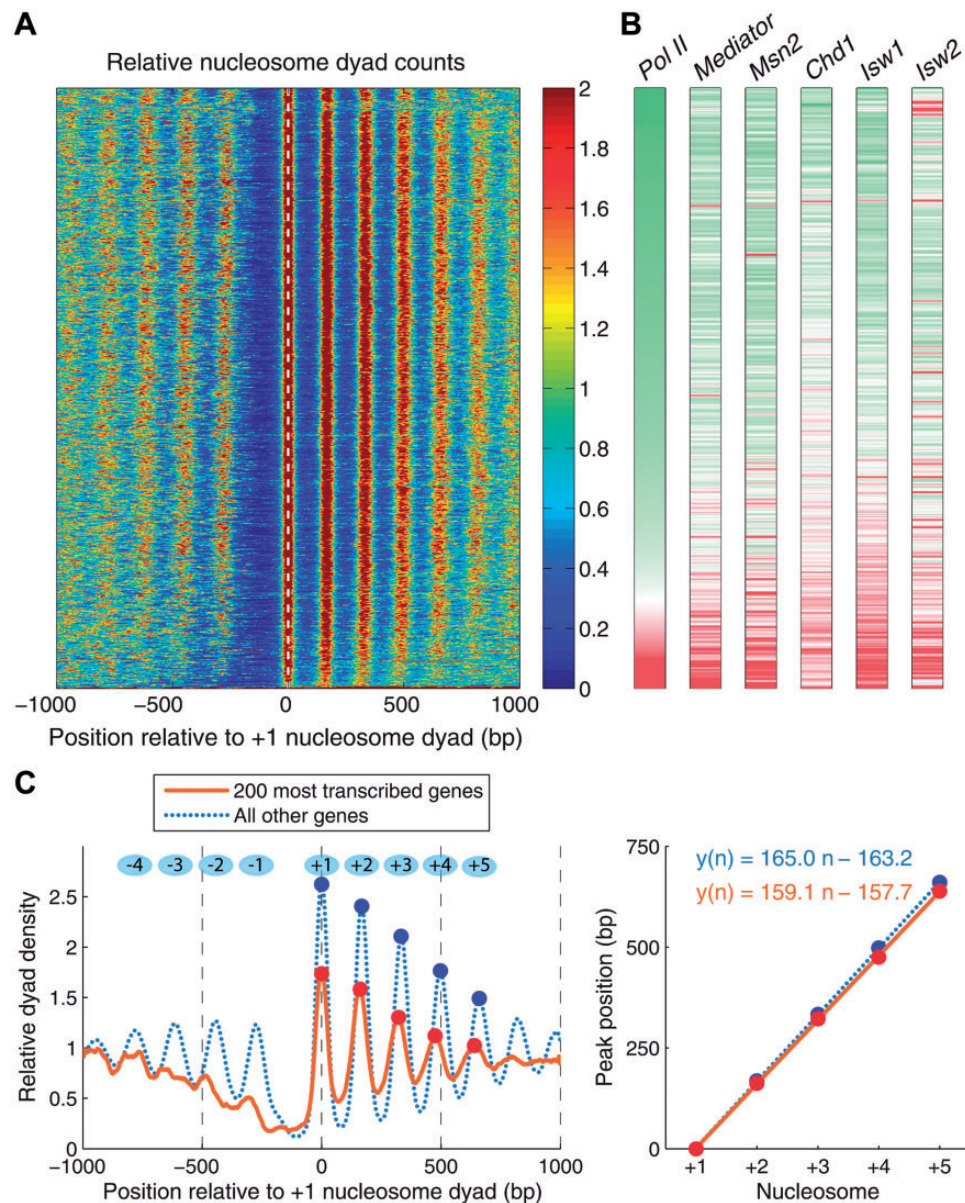 A
Relative nucleosome dyad counts
2
1.8
1.6
1.4
1.2
1
0.8
0.6
0.4
0.2
0
−1000 −500 0 500 1000
Position relative to +1 nucleosome dyad (bp)
B
Pol II Mediator Msn2 Chd1 Isw1 Isw2
C
200 most transcribed genes
All other genes
-4 -3 -2 -1 +1 +2 +3 +4 +5
2.5
2
1.5
1
0.5
0
Relative dyad density
-1000 -500 0 500 1000
Position relative to +1 nucleosome dyad (bp)
y(n) = 165.0 n − 163.2
y(n) = 159.1 n − 157.7
750
500
250
0
Peak position (bp)
+1 +2 +3 +4 +5
Nucleosome